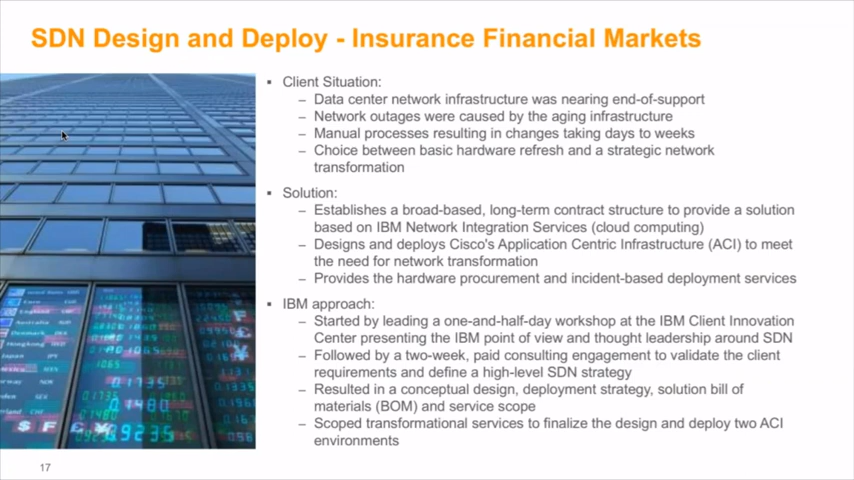 SDN Design and Deploy - Insurance Financial Markets
▪ Client Situation:
– Data center network infrastructure was nearing end-of-support
– Network outages were caused by the aging infrastructure
– Manual processes resulting in changes taking days to weeks
– Choice between basic hardware refresh and a strategic network
transformation
▪ Solution:
– Establishes a broad-based, long-term contract structure to provide a solution
based on IBM Network Integration Services (cloud computing)
– Designs and deploys Cisco's Application Centric Infrastructure (ACI) to meet
the need for network transformation
– Provides the hardware procurement and incident-based deployment services
▪ IBM approach:
– Started by leading a one-and-half-day workshop at the IBM Client Innovation
Center presenting the IBM point of view and thought leadership around SDN
– Followed by a two-week, paid consulting engagement to validate the client
requirements and define a high-level SDN strategy
– Resulted in a conceptual design, deployment strategy, solution bill of
materials (BOM) and service scope
– Scoped transformational services to finalize the design and deploy two ACI
environments
Australia
Denmark
Japan
0.1735
0.1480
$ F £ ¥
17